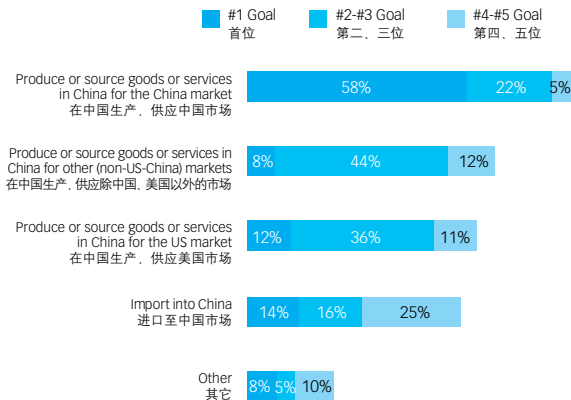 #1 Goal
首位
#2-#3 Goal
第二、三位
#4-#5 Goal
第四、五位
Produce or source goods or services
in China for the China market
在中国生产，供应中国市场
58% 22% 5%
Produce or source goods or services in
China for other (non-US-China) markets
在中国生产，供应除中国、美国以外的市场
8% 44% 12%
Produce or source goods or services
in China for the US market
在中国生产，供应美国市场
12% 36% 11%
Import into China
进口至中国市场
14% 16% 25%
Other
其它
8% 5% 10%